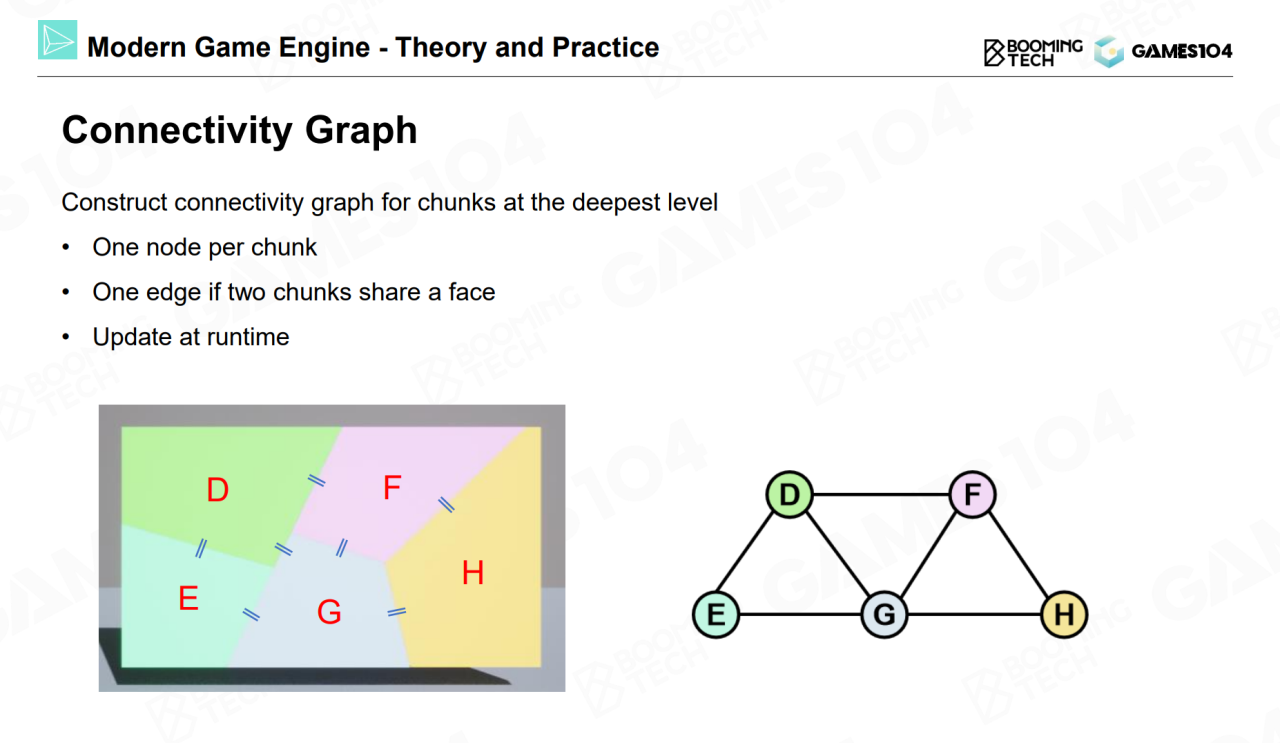 Modern Game Engine - Theory and Practice
BOOMING
TECH
GAMES104
Connectivity Graph
Construct connectivity graph for chunks at the deepest level
• One node per chunk
• One edge if two chunks share a face
• Update at runtime
D
F
E
G
H
D
F
E
G
H